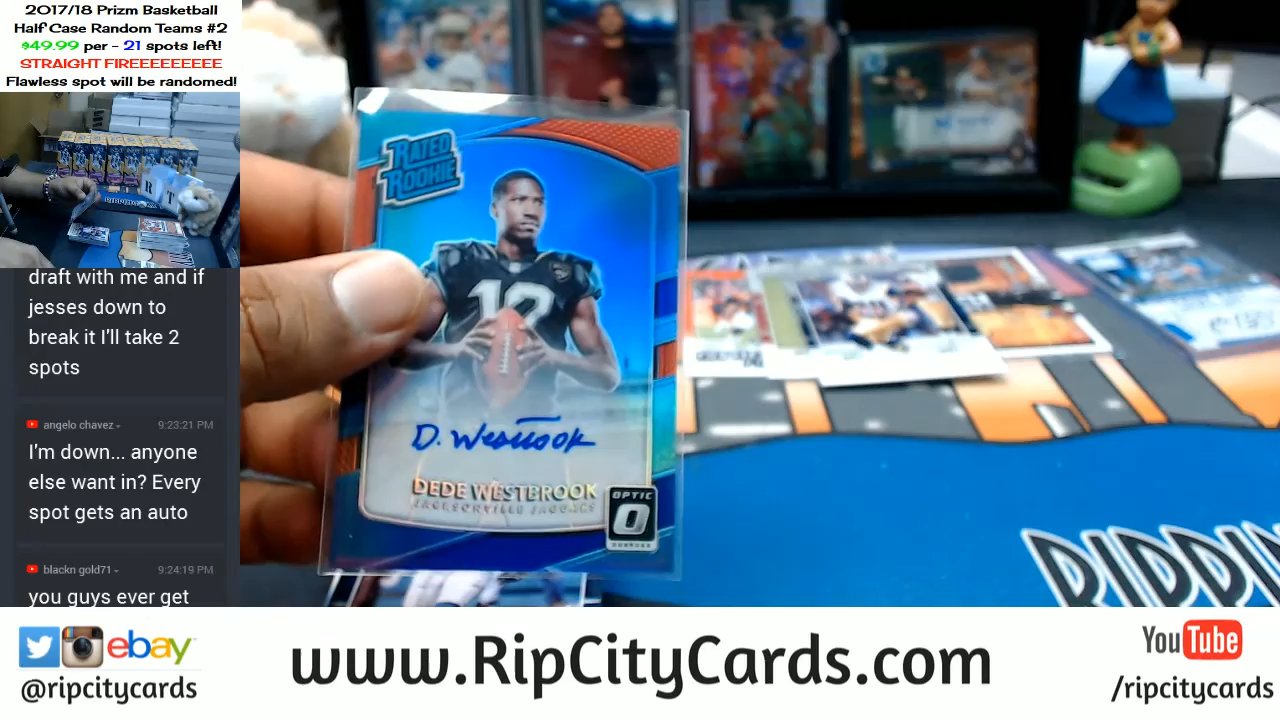 2017/18 Prizm Basketball
Half Case Random Teams #2
$49.99 per - 21 spots left!
STRAIGHT FIREEEEEEEEE
Flawless spot will be randomed!
draft with me and if
jesses down to
break it I'll take 2
spots
angelo chavez
9:23:21 PM
I'm down... anyone
else want in? Every
spot gets an auto
blackn gold71
9:24:19 PM
you guys ever get
RATED
ROOKIE
12
D. Westbrook
DEDE WESTBROOK
JACKSONVILLE JAGUARS
OPTIC
DONRUSS
R
T
ebay
@ripcitycards
www.RipCityCards.com
YouTube
/ripcitycards